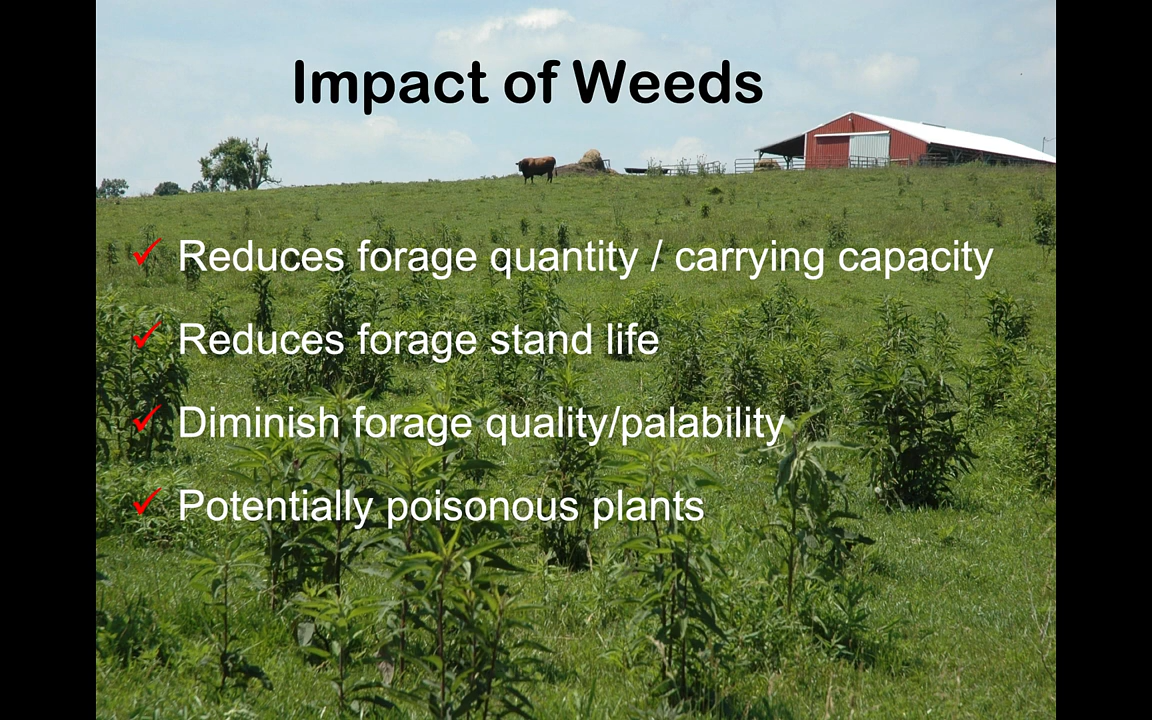 Impact of Weeds
✓ Reduces forage quantity / carrying capacity
✓ Reduces forage stand life
✓ Diminish forage quality/palability
✓ Potentially poisonous plants